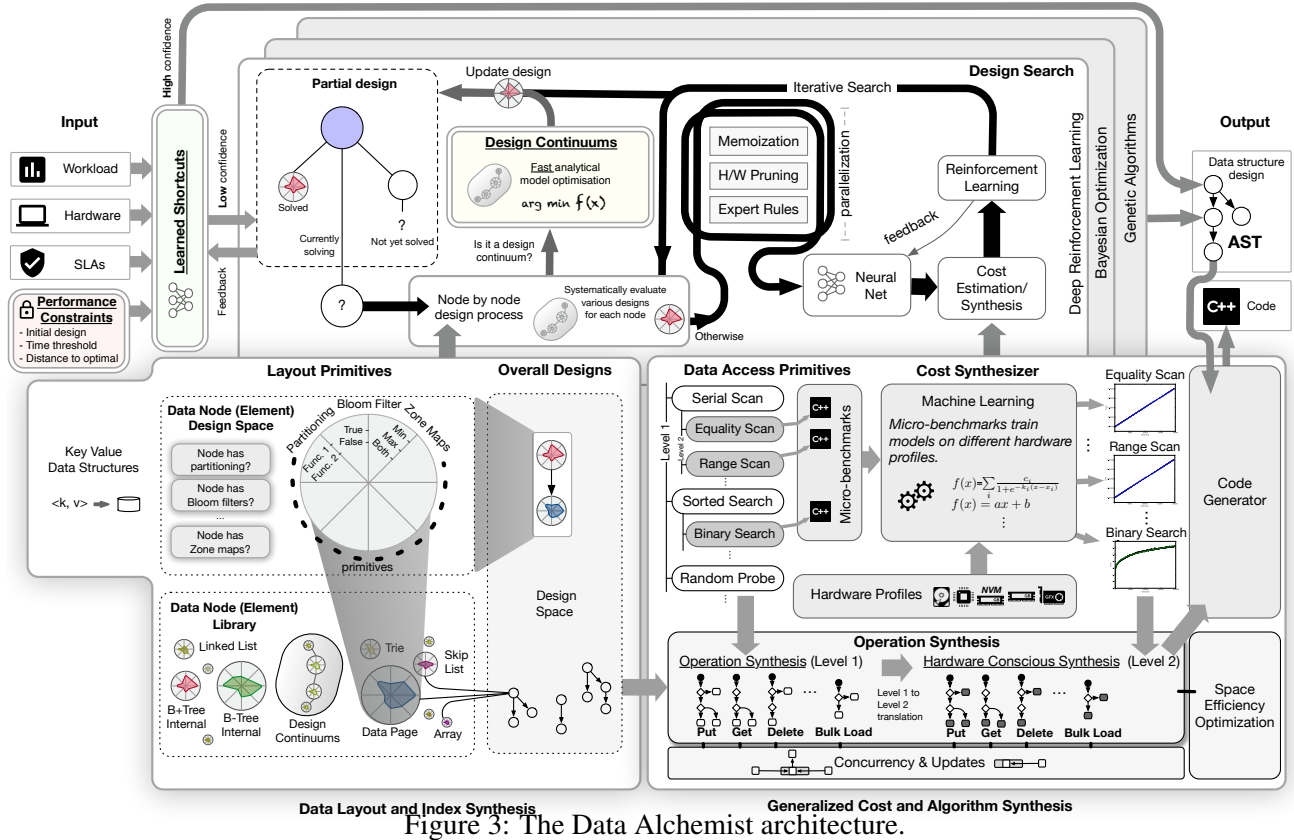 Input
Workload
Hardware
SLAs
Performance
Constraints
- Initial design
- Time threshold
- Distance to optimal
High confidence
Learned Shortcuts
Low confidence
Feedback
Design Search
Partial design
Solved
?
Not yet solved
Currently
solving
?
Update design
Design Continuums
Fast analytical
model optimisation
arg min f(x)
Is it a design
continuum?
Node by node
design process
Systematically evaluate
various designs
for each node
Otherwise
Iterative Search
Memoization
H/W Pruning
Expert Rules
parallelization
Reinforcement
Learning
feedback
Neural
Net
Cost
Estimation/
Synthesis
Deep Reinforcement Learning
Bayesian Optimization
Genetic Algorithms
Output
Data structure
design
AST
C++
Code
Key Value
Data Structures
<k, v>
Layout Primitives
Data Node (Element)
Design Space
Node has
partitioning?
Node has
Bloom filters?
...
Node has
Zone maps?
Partitioning
Bloom Filter
Zone Maps
Func. 1
Func. 2
True
False
Min
Max
Both
primitives
Overall Designs
Design
Space
Data Node (Element)
Library
Linked List
B+Tree
Internal
B-Tree
Internal
Design
Continuums
Trie
Data Page
Skip
List
Array
Data Layout and Index Synthesis
Data Access Primitives
Level 1
Level 2
Serial Scan
Equality Scan
Range Scan
Sorted Search
Binary Search
Random Probe
C++
C++
C++
Micro-benchmarks
Cost Synthesizer
Machine Learning
Micro-benchmarks train
models on different hardware
profiles.
f(x)=∑_i c_i/(1+e^{-k_i(x-x_i)})
f(x) = ax + b
⋮
Hardware Profiles
NVM
GFX
Equality Scan
Range Scan
Binary Search
Code
Generator
Operation Synthesis
Operation Synthesis (Level 1)
Put
Get
Delete
...
Bulk Load
Level 1 to
Level 2
translation
Hardware Conscious Synthesis (Level 2)
Put
Get
Delete
...
Bulk Load
Concurrency & Updates
Space
Efficiency
Optimization
Generalized Cost and Algorithm Synthesis
Figure 3: The Data Alchemist architecture.